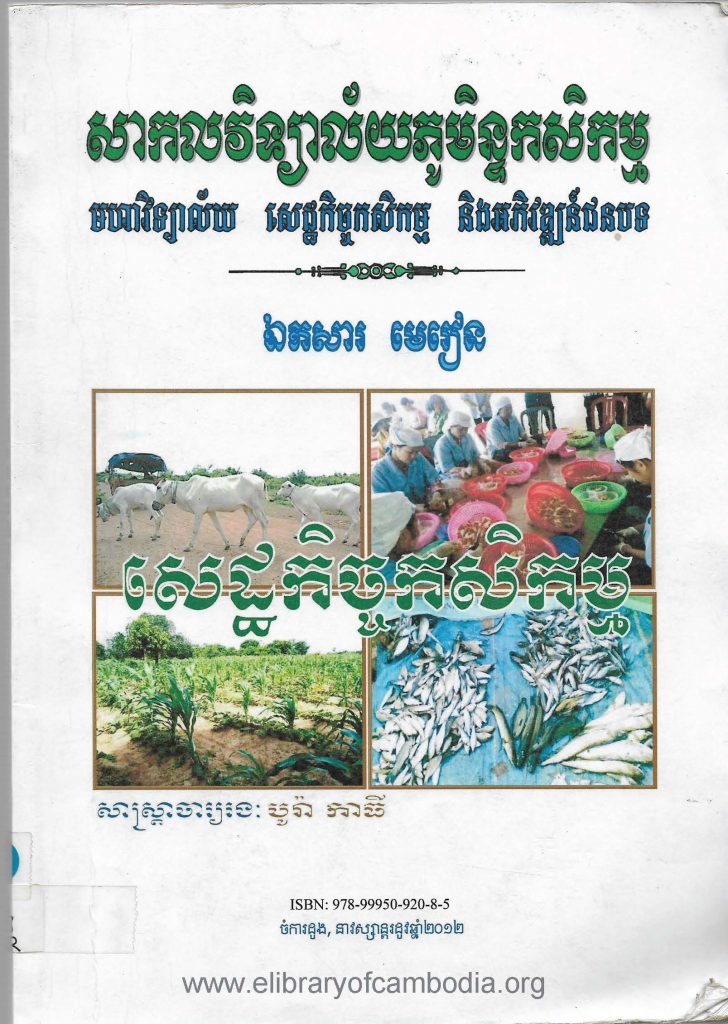 សាកលវិទ្យាល័យភូមិន្ទកសិកម្ម
មហាវិទ្យាល័យ សេដ្ឋកិច្ចកសិកម្ម និងអភិវឌ្ឍន៍ជនបទ
ឯកសារ មេរៀន
សេដ្ឋកិច្ចកសិកម្ម
សាស្ត្រាចារ្យរង: បូរ៉ា កាធី
ISBN: 978-99950-920-8-5
ចំការដូង, នាវស្សាន្តរដូវឆ្នាំ២០១២
www.elibraryofcambodia.org